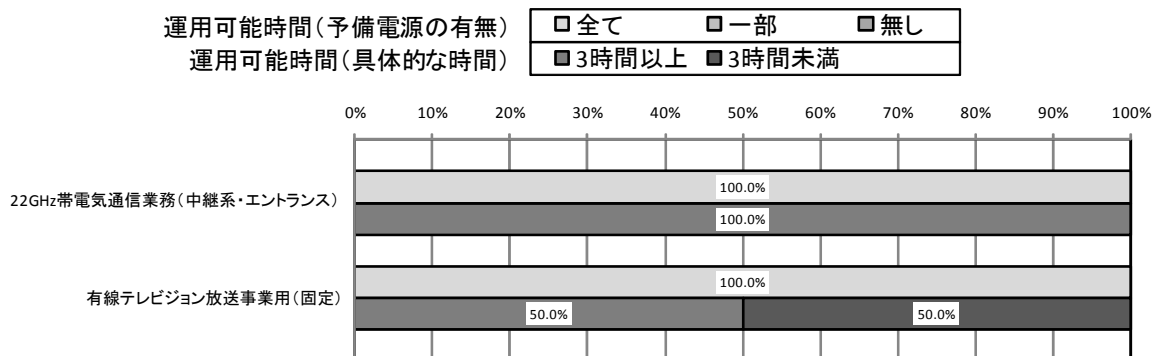 運用可能時間(予備電源の有無) 全て 一部 無し
運用可能時間(具体的な時間) 3時間以上 3時間未満
0% 10% 20% 30% 40% 50% 60% 70% 80% 90% 100%
100.0%
22GHz帯電気通信業務(中継系・エントランス)
100.0%
100.0%
有線テレビジョン放送事業用(固定)
50.0% 50.0%